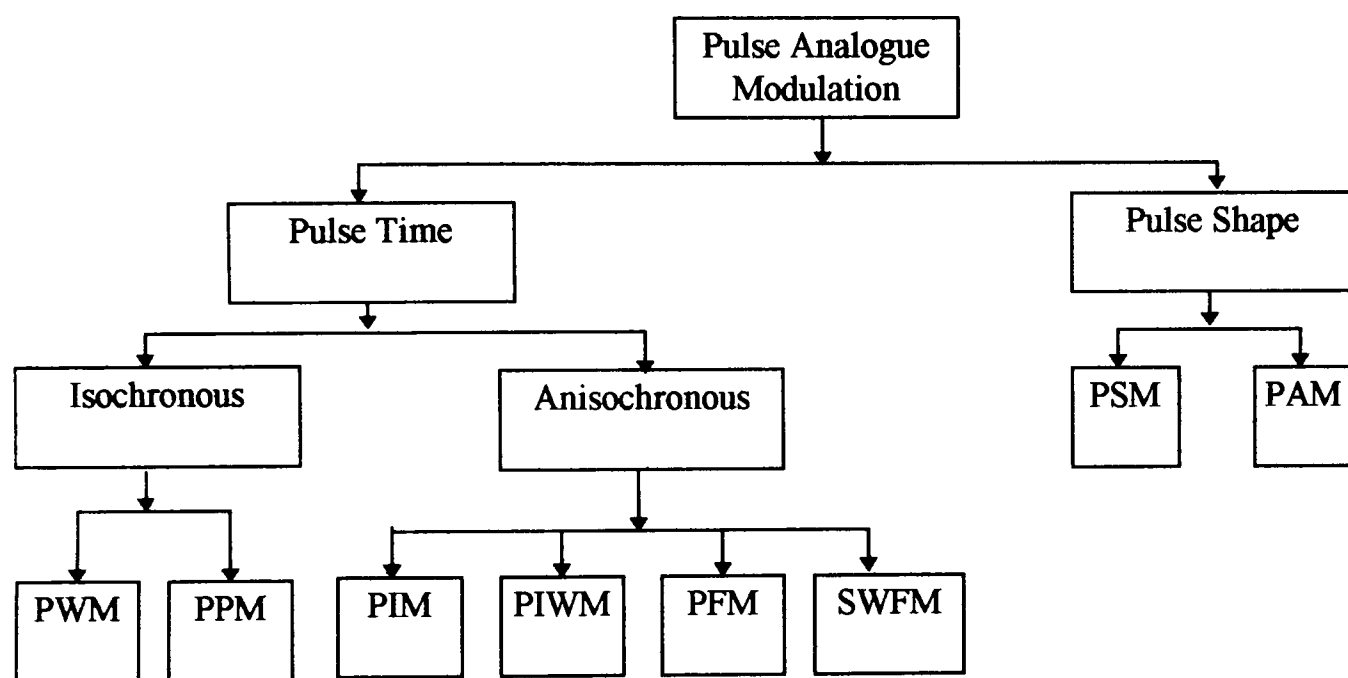 Pulse Analogue
Modulation
Pulse Time
Pulse Shape
Isochronous
Anisochronous
PSM
PAM
PWM
PPM
PIM
PIWM
PFM
SWFM